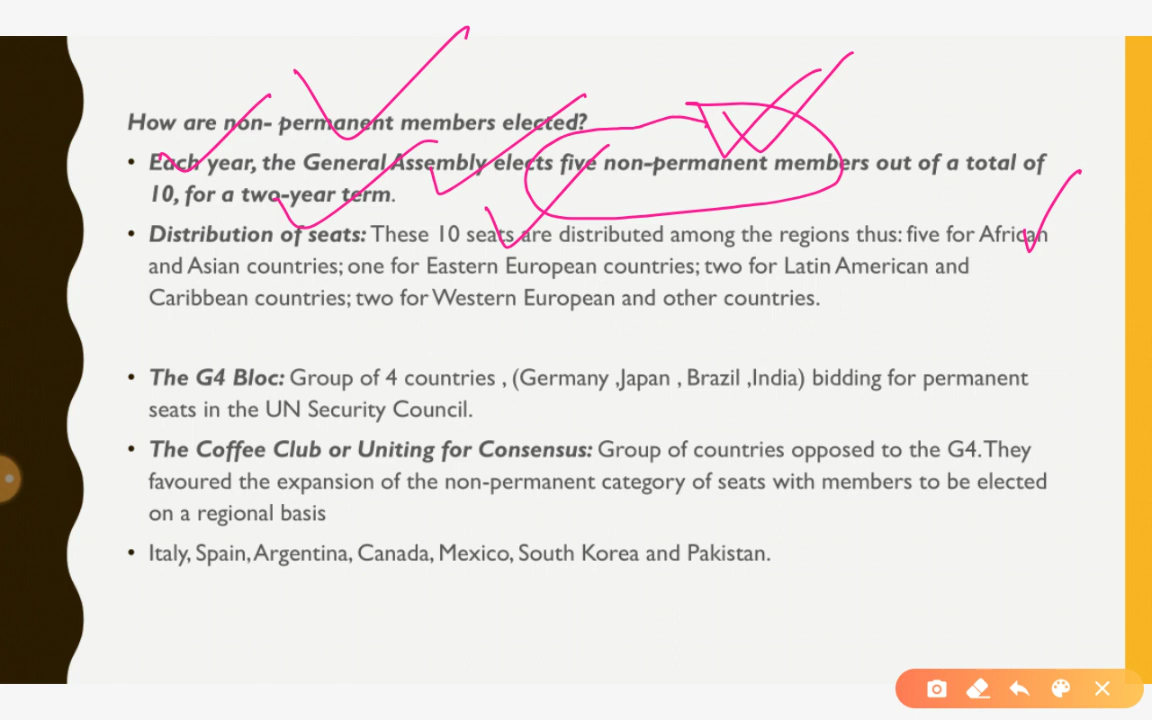 How are non- permanent members elected?
• Each year, the General Assembly elects five non-permanent members out of a total of
10, for a two-year term.
• Distribution of seats: These 10 seats are distributed among the regions thus: five for African
and Asian countries; one for Eastern European countries; two for Latin American and
Caribbean countries; two for Western European and other countries.
• The G4 Bloc: Group of 4 countries , (Germany ,Japan , Brazil ,India) bidding for permanent
seats in the UN Security Council.
• The Coffee Club or Uniting for Consensus: Group of countries opposed to the G4. They
favoured the expansion of the non-permanent category of seats with members to be elected
on a regional basis
• Italy, Spain, Argentina, Canada, Mexico, South Korea and Pakistan.